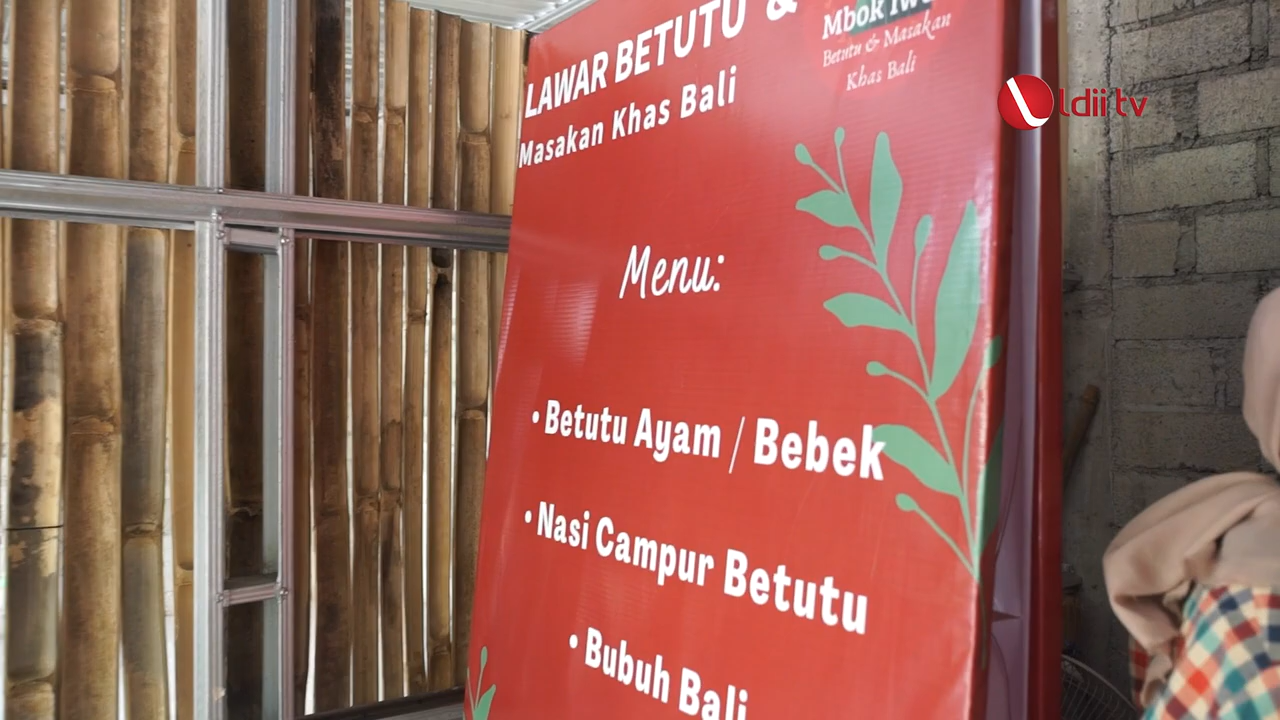 LAWAR BETUTU &
Masakan Khas Bali
Mbok
Betutu & Masakan
Khas Bali
ldii tv
Menu:
• Betutu Ayam / Bebek
• Nasi Campur Betutu
• Bubuh Bali